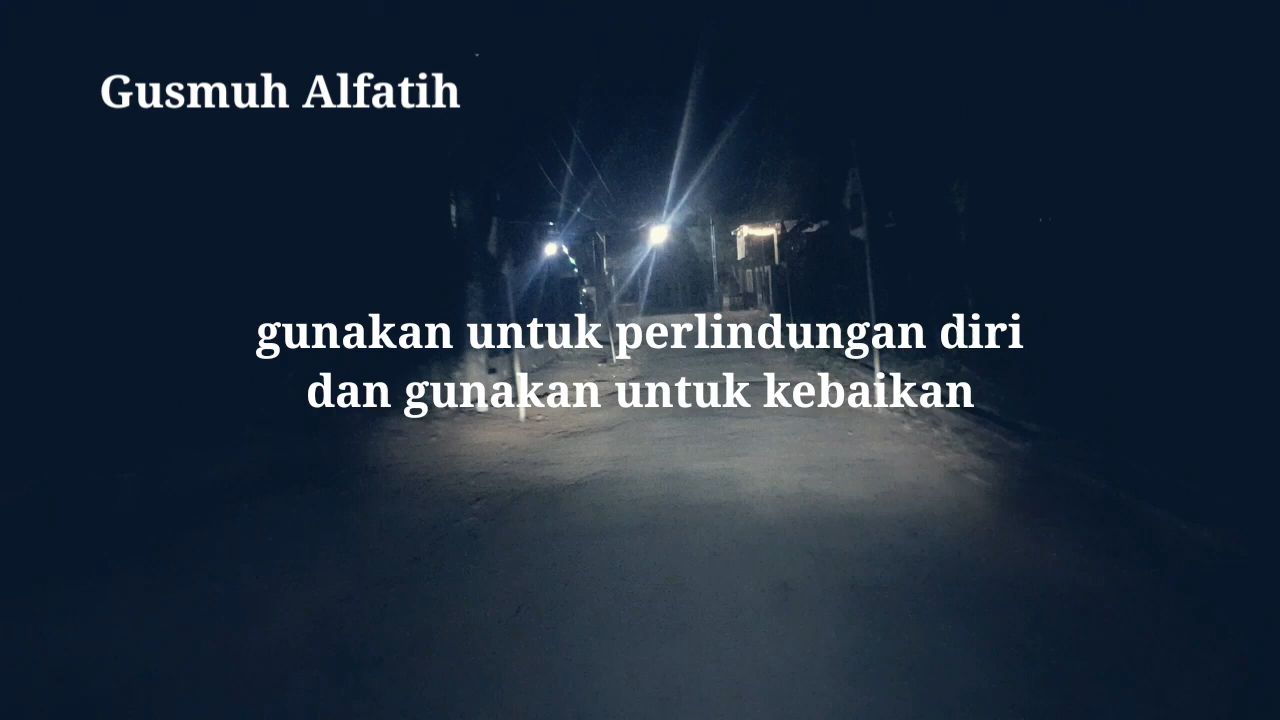 Gusmuh Alfatih
gunakan untuk perlindungan diri
dan gunakan untuk kebaikan